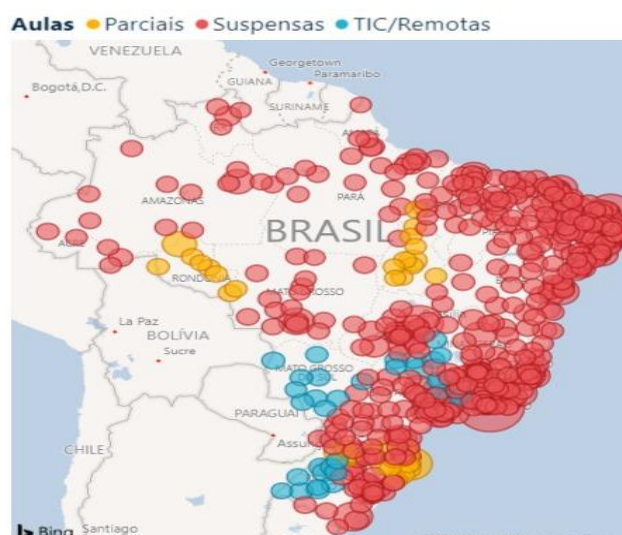 Aulas Parciais Suspensas TIC/Remotas
VENEZUELA
Georgetown
Paramaribo
Bogotá,D.C.
GUIANA
SURINAME
AMAZONAS
PARÁ
BRASIL
MATO GROSSO
La Paz
BOLÍVIA
Sucre
MATO GROSSO
PARAGUAI
CHILE
Santiago
Bing